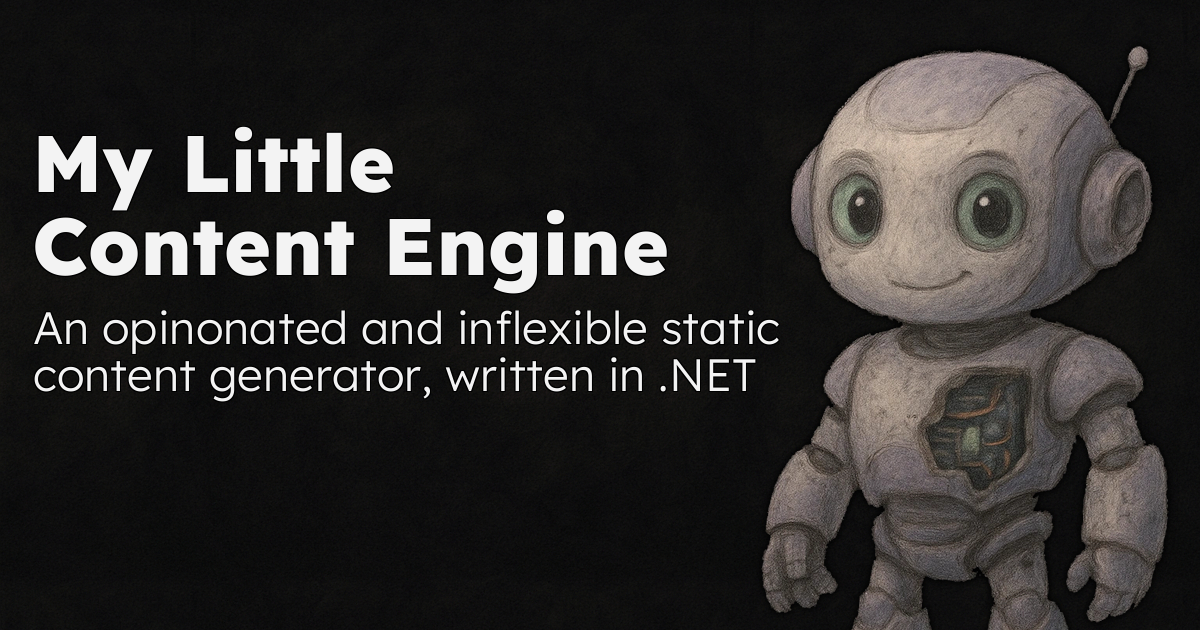 My Little
Content Engine
An opinonated and inflexible static
content generator, written in .NET